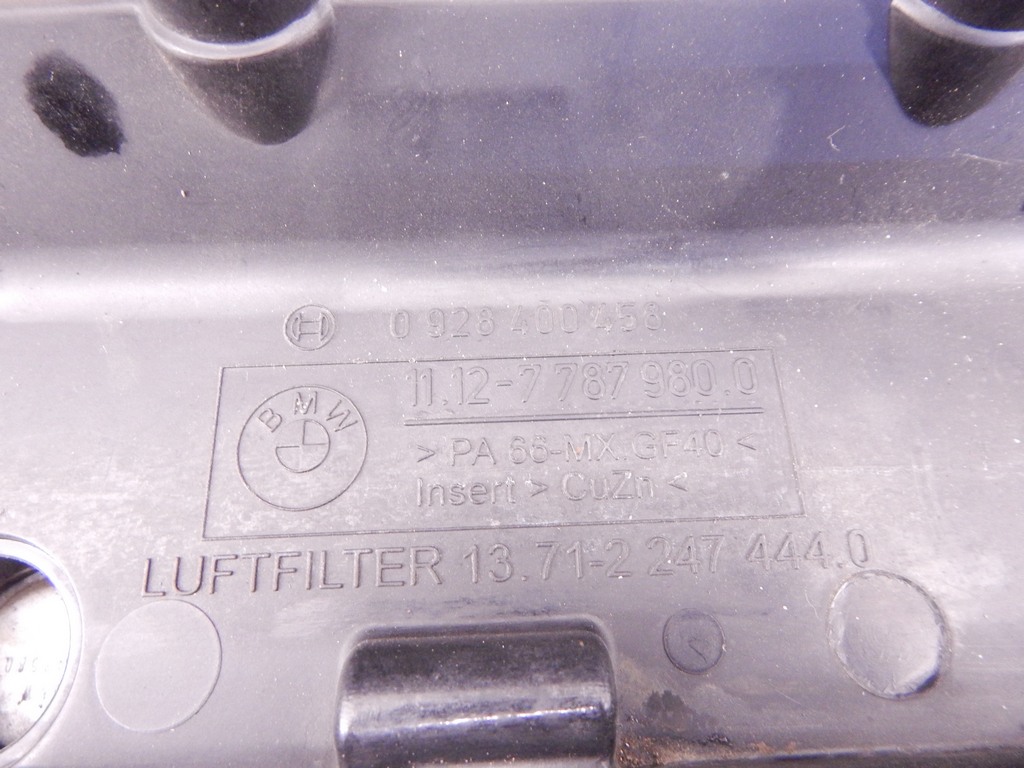 0 928 400 458
11.12-7 787 980.0
BMW
> PA 66-MX.GF40 <
Insert > CuZn <
LUFTFILTER 13.71-2 247 444.0